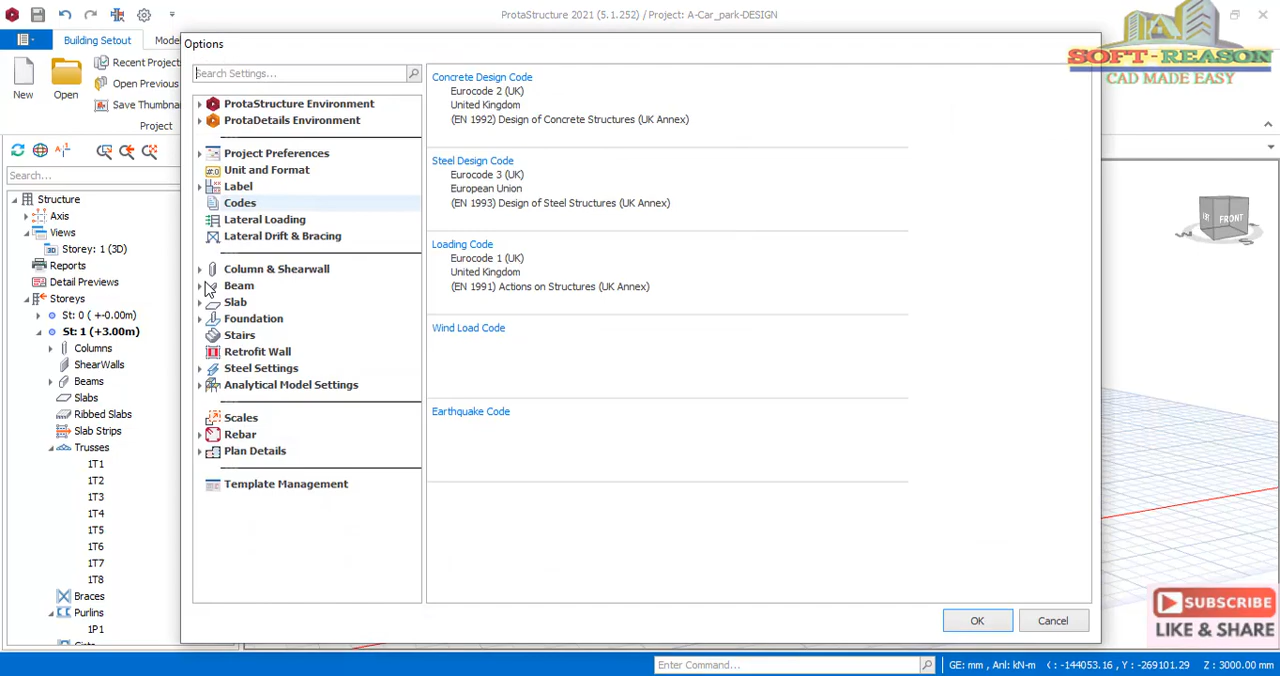 ProtaStructure 2021 (5.1.252) / Project: A-Car_park-DESIGN
Building Setout
Mode
New
Open
Recent Project
Open Previous
Save Thumbna
Project
Search...
Structure
Axis
Views
Storey: 1 (3D)
Reports
Detail Previews
Storeys
St: 0 ( +-0.00m)
St: 1 (+3.00m)
Columns
ShearWalls
Beams
Slabs
Ribbed Slabs
Slab Strips
Trusses
1T1
1T2
1T3
1T4
1T5
1T6
1T7
1T8
Braces
Purlins
1P1
Options
Search Settings...
ProtaStructure Environment
ProtaDetails Environment
Project Preferences
Unit and Format
Label
Codes
Lateral Loading
Lateral Drift & Bracing
Column & Shearwall
Beam
Slab
Foundation
Stairs
Retrofit Wall
Steel Settings
Analytical Model Settings
Scales
Rebar
Plan Details
Template Management
Concrete Design Code
Eurocode 2 (UK)
United Kingdom
(EN 1992) Design of Concrete Structures (UK Annex)
Steel Design Code
Eurocode 3 (UK)
European Union
(EN 1993) Design of Steel Structures (UK Annex)
Loading Code
Eurocode 1 (UK)
United Kingdom
(EN 1991) Actions on Structures (UK Annex)
Wind Load Code
Earthquake Code
OK
Cancel
SOFT-REASON
CAD MADE EASY
FRONT
SUBSCRIBE
LIKE & SHARE
Enter Command...
GE: mm , Anl: kN-m
: -144053.16 , Y : -269101.29
Z : 3000.00 mm